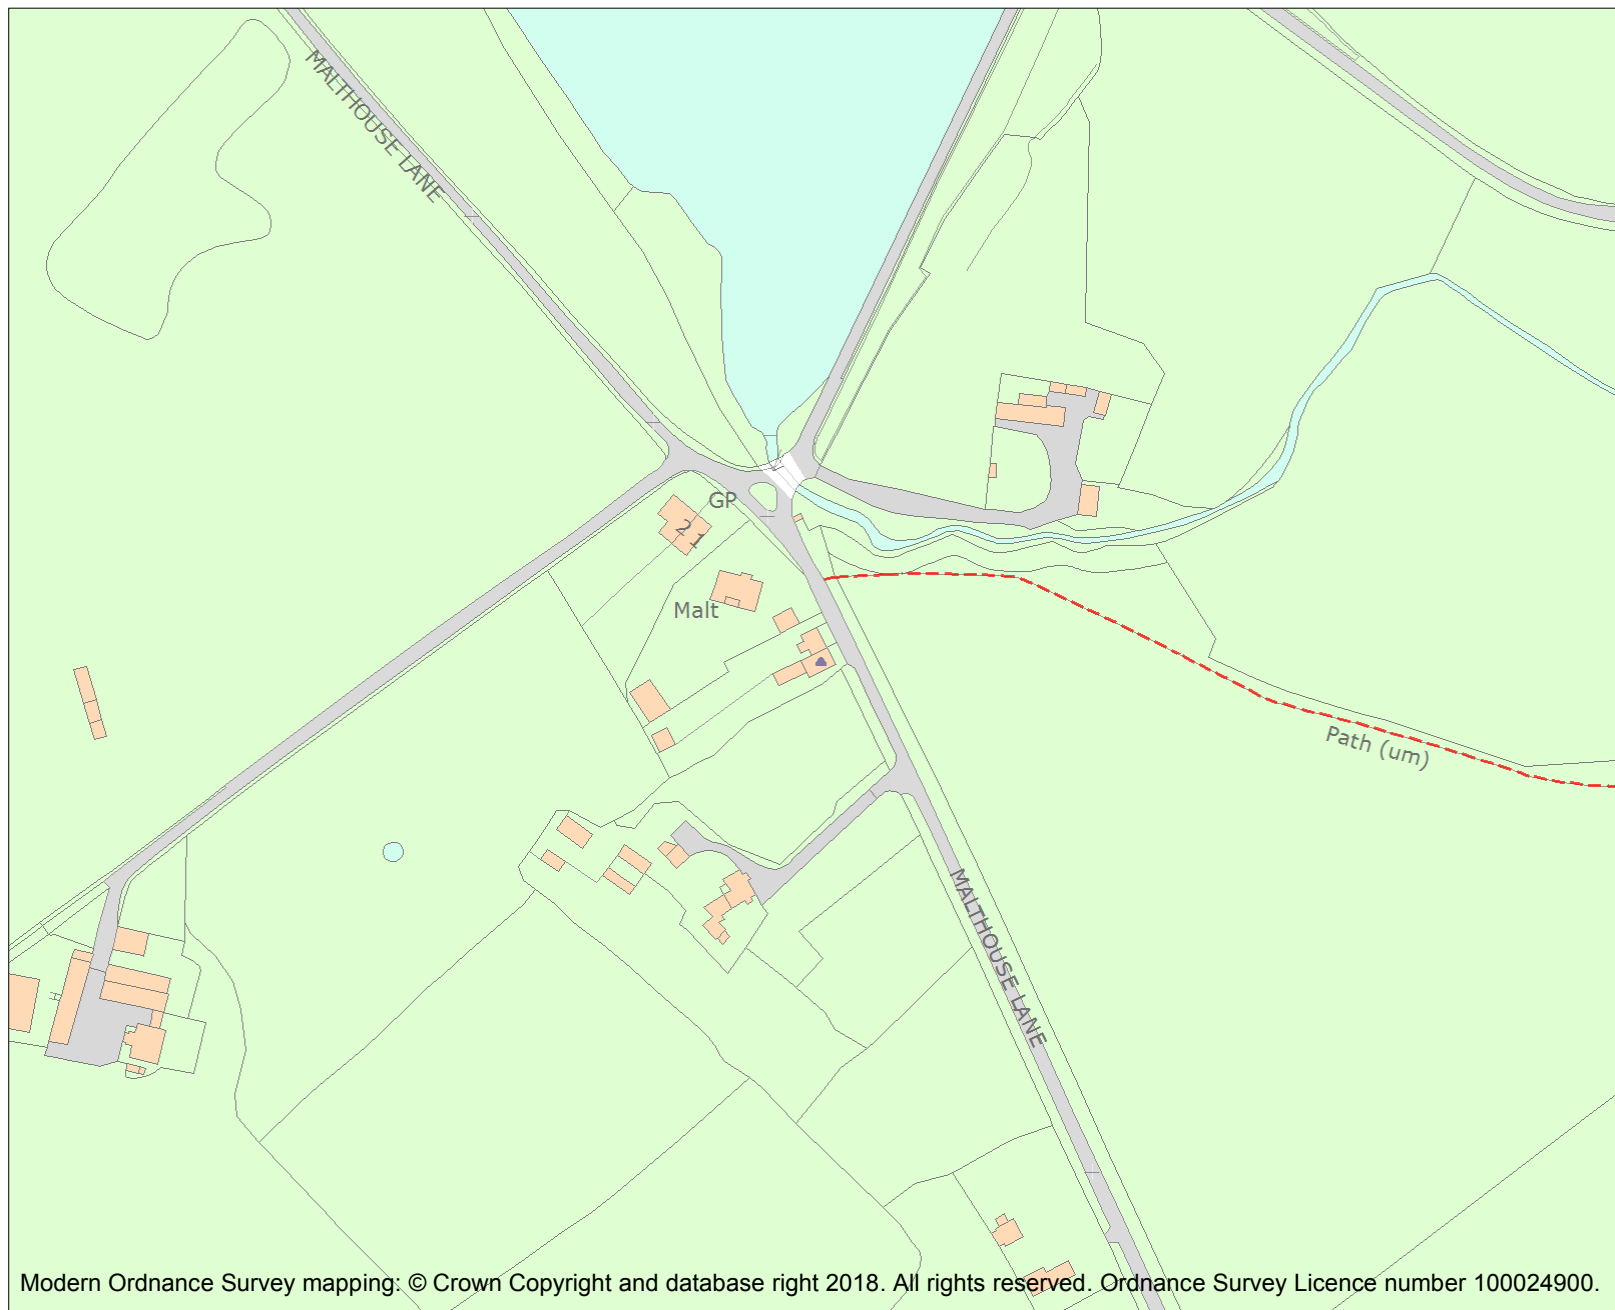 MALTHOUSE LANE
GP
2 1
Malt
Path (um)
MALTHOUSE LANE
Modern Ordnance Survey mapping: © Crown Copyright and database right 2018. All rights reserved. Ordnance Survey Licence number 100024900.